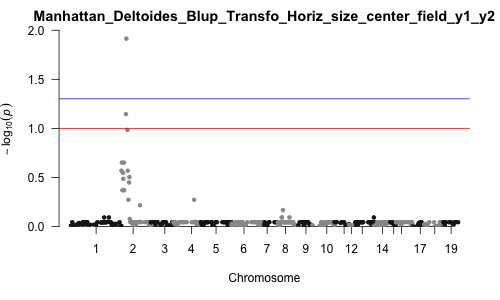 Manhattan_Deltoides_Blup_Transfo_Horiz_size_center_field_y1_y2
2.0
1.5
1.0
0.5
0.0
− log10(p)
1 2 3 4 5 6 7 8 9 10 12 14 17 19
Chromosome